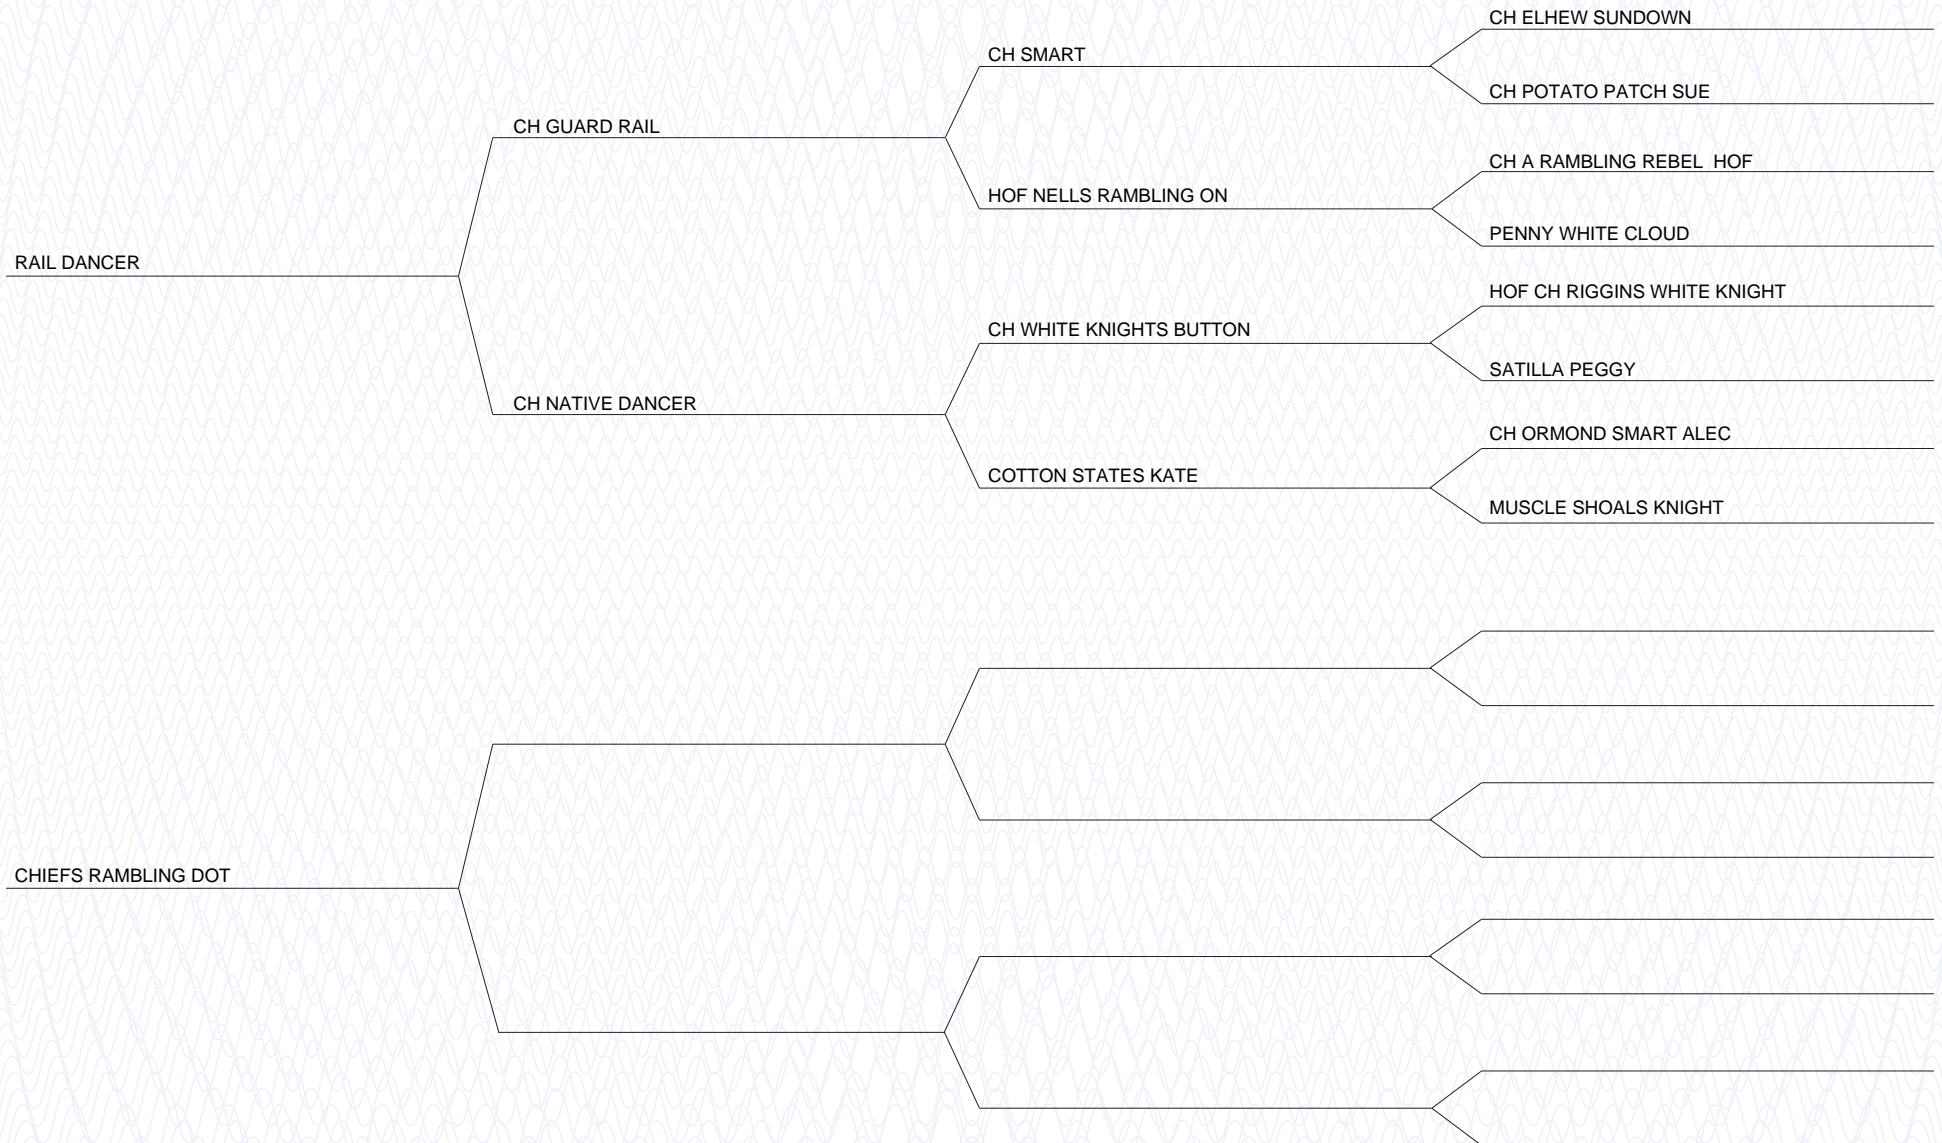 CH ELHEW SUNDOWN
CH SMART
CH POTATO PATCH SUE
CH GUARD RAIL
CH A RAMBLING REBEL  HOF
HOF NELLS RAMBLING ON
PENNY WHITE CLOUD
RAIL DANCER
HOF CH RIGGINS WHITE KNIGHT
CH WHITE KNIGHTS BUTTON
SATILLA PEGGY
CH NATIVE DANCER
CH ORMOND SMART ALEC
COTTON STATES KATE
MUSCLE SHOALS KNIGHT
CHIEFS RAMBLING DOT